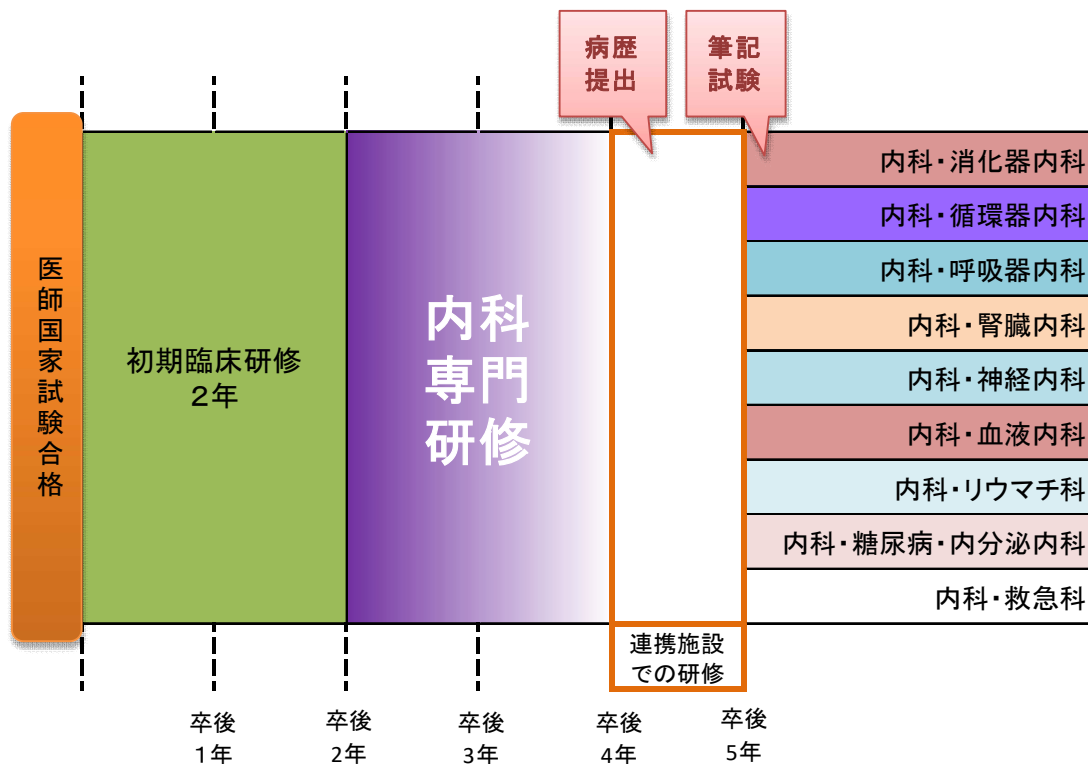 病歴
提出
筆記
試験
医師国家試験合格
初期臨床研修
２年
内科
専門
研修
内科・消化器内科
内科・循環器内科
内科・呼吸器内科
内科・腎臓内科
内科・神経内科
内科・血液内科
内科・リウマチ科
内科・糖尿病・内分泌内科
内科・救急科
連携施設
での研修
卒後
1年
卒後
2年
卒後
3年
卒後
4年
卒後
5年